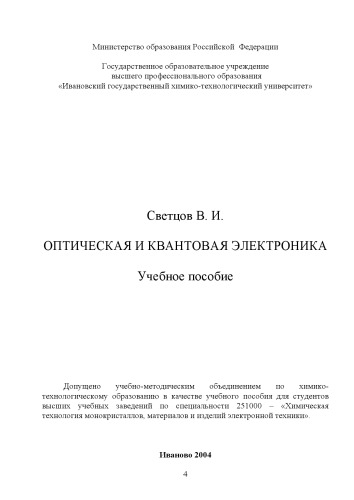 Министерство образования Российской Федерации
Государственное образовательное учреждение
высшего профессионального образования
«Ивановский государственный химико-технологический университет»
Светцов В. И.
ОПТИЧЕСКАЯ И КВАНТОВАЯ ЭЛЕКТРОНИКА
Учебное пособие
Допущено учебно-методическим объединением по химико-
технологическому образованию в качестве учебного пособия для студентов
высших учебных заведений по специальности 251000 – «Химическая
технология монокристаллов, материалов и изделий электронной техники».
Иваново 2004
4